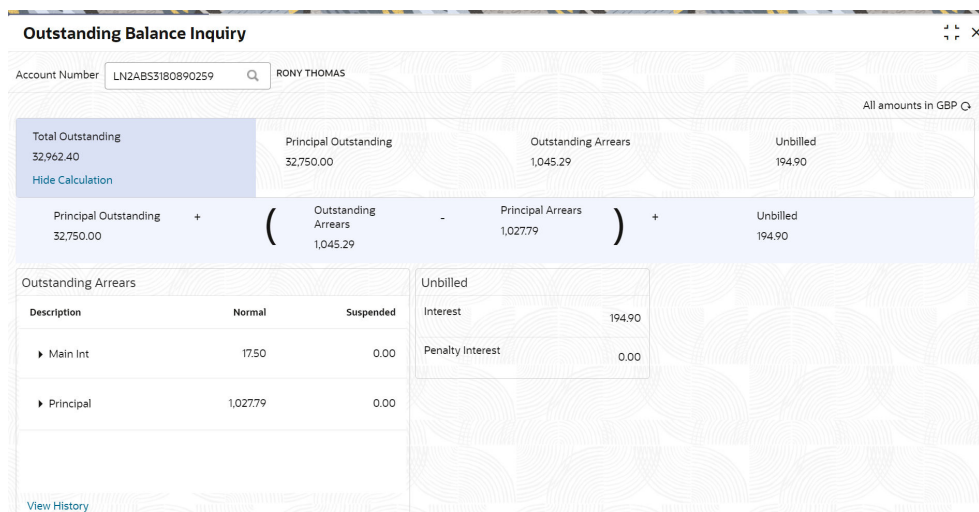 Outstanding Balance Inquiry
Account Number LN2ABS3180890259 RONY THOMAS
All amounts in GBP
Total Outstanding
32,962.40
Hide Calculation
Principal Outstanding
32,750.00
Outstanding Arrears
1,045.29
Unbilled
194.90
Principal Outstanding
32,750.00
+
(
Outstanding
Arrears
1,045.29
-
Principal Arrears
1,027.79
)
+
Unbilled
194.90
Outstanding Arrears
Description Normal Suspended
Main Int 17.50 0.00
Principal 1,027.79 0.00
View History
Unbilled
Interest 194.90
Penalty Interest 0.00